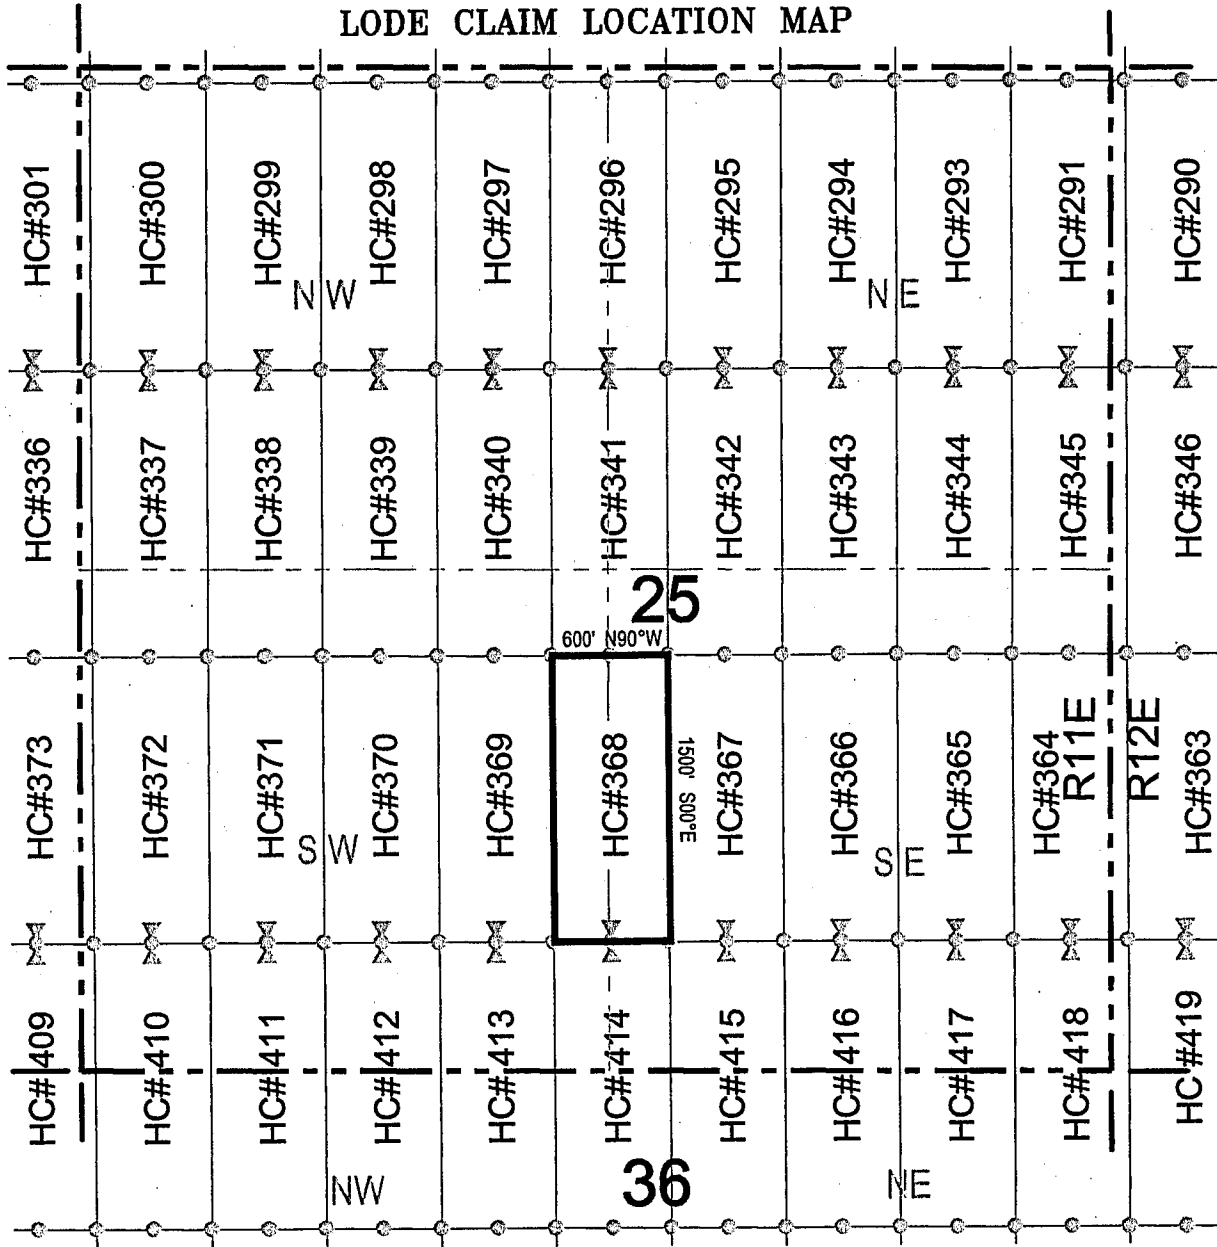 LODE CLAIM LOCATION MAP
HC#301
HC#300
HC#299
HC#298
HC#297
HC#296
HC#295
HC#294
HC#293
HC#291
HC#290
NW
NE
HC#336
HC#337
HC#338
HC#339
HC#340
HC#341
HC#342
HC#343
HC#344
HC#345
HC#346
25
600' N90°W
HC#373
HC#372
HC#371
HC#370
HC#369
HC#368
1500' S00°E
HC#367
HC#366
HC#365
HC#364
R11E
R12E
HC#363
SW
SE
HC#409
HC#410
HC#411
HC#412
HC#413
HC#414
HC#415
HC#416
HC#417
HC#418
HC#419
NW
36
NE